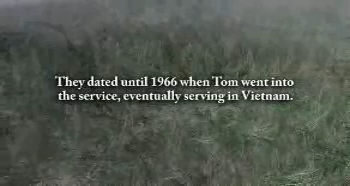 They dated until 1966 when Tom went into
the service, eventually serving in Vietnam.